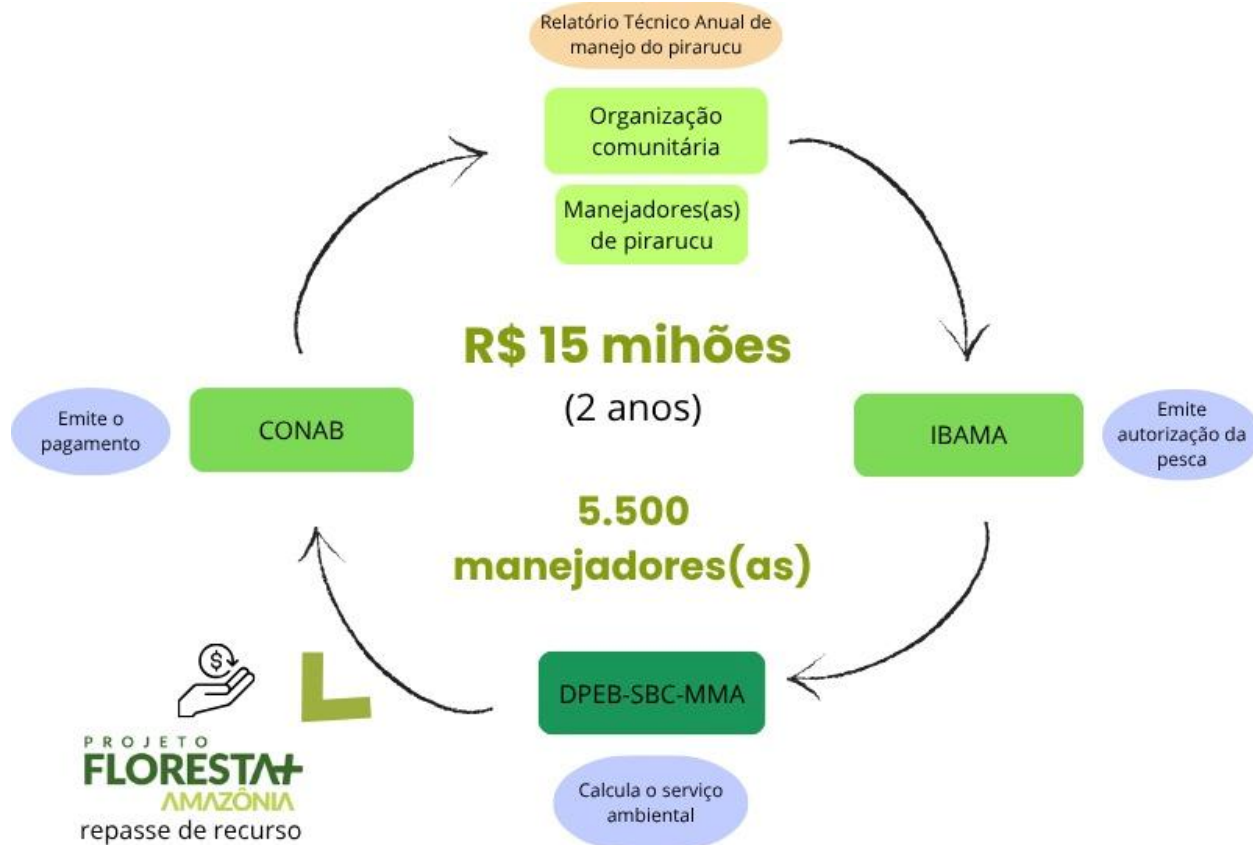 Relatório Técnico Anual de
manejo do pirarucu
Organização
comunitária
Manejadores(as)
de pirarucu
R$ 15 mihões
(2 anos)
Emite o
pagamento
CONAB
IBAMA
Emite
autorização da
pesca
5.500
manejadores(as)
DPEB-SBC-MMA
Calcula o serviço
ambiental
$
PROJETO
FLORESTA+
AMAZÔNIA
repasse de recurso